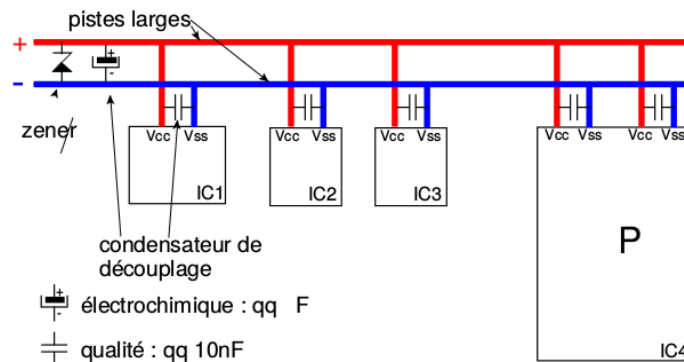 pistes larges
+
-
+
-
zener
Vcc Vss
Vcc Vss
Vcc Vss
Vcc Vss
Vcc Vss
IC1
IC2
IC3
P
condensateur de
découplage
+
-
électrochimique : qq F
qualité : qq 10nF
IC4